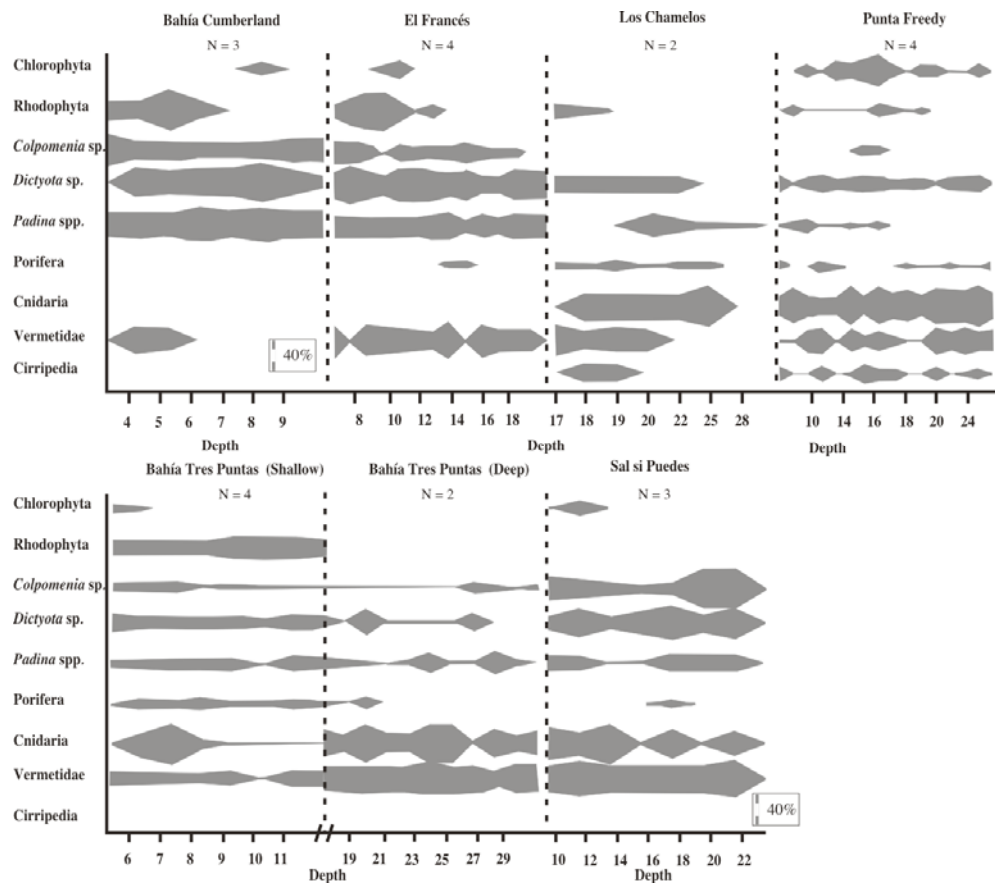 Bahía Cumberland El Francés Los Chamelos Punta Freedy
N = 3 N = 4 N = 2 N = 4
Chlorophyta
Rhodophyta
Colpomenia sp.
Dictyota sp.
Padina spp.
Porifera
Cnidaria
Vermetidae
Cirripedia
40%
4 5 6 7 8 9 8 10 12 14 16 18 17 18 19 20 22 25 28 10 14 16 20 24
Depth Depth Depth
Bahía Tres Puntas (Shallow) Bahía Tres Puntas (Deep) Sal si Puedes
N = 4 N = 2 N = 3
Chlorophyta
Rhodophyta
Colpomenia sp.
Dictyota sp.
Padina spp.
Porifera
Cnidaria
Vermetidae
Cirripedia
40%
6 7 8 9 10 11 19 21 23 25 27 29 10 12 14 16 20 22
Depth Depth